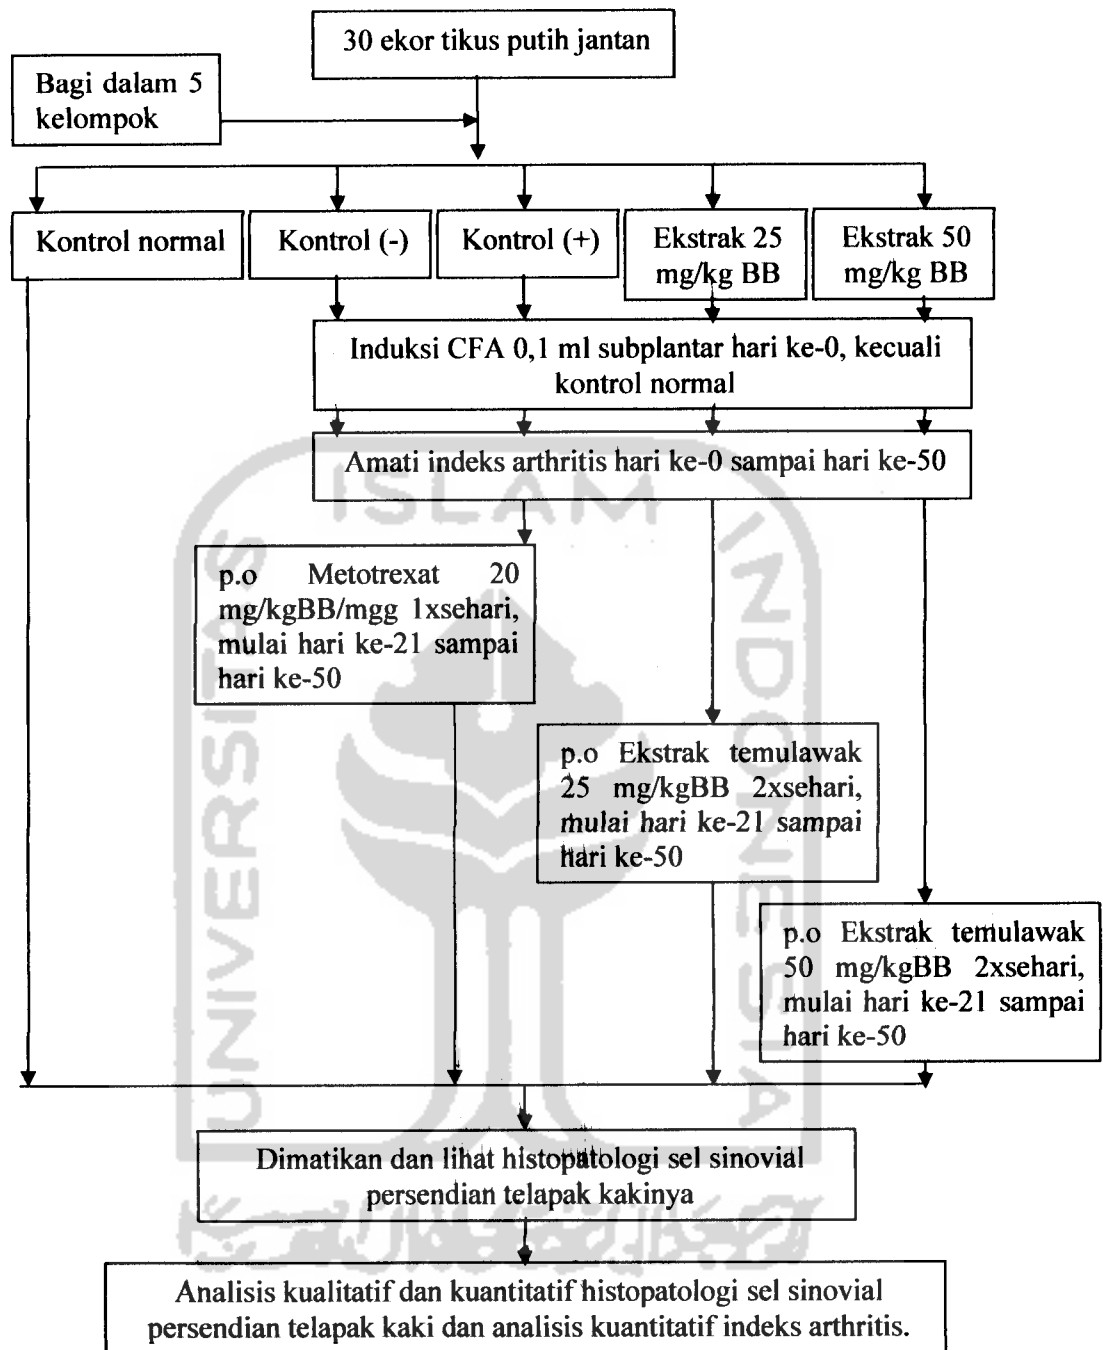 30 ekor tikus putih jantan
Bagi dalam 5
kelompok
Kontrol normal
Kontrol (-)
Kontrol (+)
Ekstrak 25
mg/kg BB
Ekstrak 50
mg/kg BB
Induksi CFA 0,1 ml subplantar hari ke-0, kecuali
kontrol normal
Amati indeks arthritis hari ke-0 sampai hari ke-50
p.o Metotrexat 20
mg/kgBB/mgg 1xsehari,
mulai hari ke-21 sampai
hari ke-50
p.o Ekstrak temulawak
25 mg/kgBB 2xsehari,
mulai hari ke-21 sampai
hari ke-50
p.o Ekstrak temulawak
50 mg/kgBB 2xsehari,
mulai hari ke-21 sampai
hari ke-50
Dimatikan dan lihat histopatologi sel sinovial
persendian telapak kakinya
Analisis kualitatif dan kuantitatif histopatologi sel sinovial
persendian telapak kaki dan analisis kuantitatif indeks arthritis.
UNIVERSITAS
ISLAM
INDONESIA